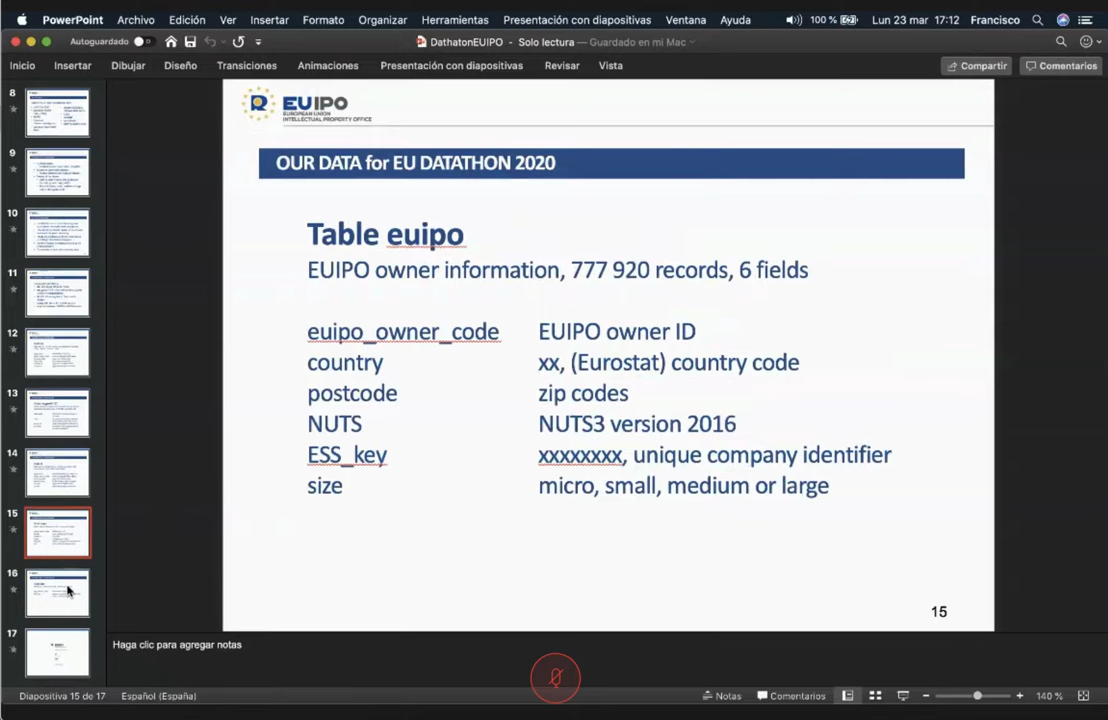 PowerPoint Archivo Edición Ver Insertar Formato Organizar Herramientas Presentación con diapositivas Ventana Ayuda 100 % Lun 23 mar 17:12 Francisco
Autoguardado DathatonEUIPO - Solo lectura — Guardado en mi Mac
Inicio Insertar Dibujar Diseño Transiciones Animaciones Presentación con diapositivas Revisar Vista Compartir Comentarios
8
9
10
11
12
13
14
15
16
17
EUIPO
EUROPEAN UNION
INTELLECTUAL PROPERTY OFFICE
OUR DATA for EU DATATHON 2020
Table euipo
EUIPO owner information, 777 920 records, 6 fields
euipo_owner_code EUIPO owner ID
country xx, (Eurostat) country code
postcode zip codes
NUTS NUTS3 version 2016
ESS_key xxxxxxxx, unique company identifier
size micro, small, medium or large
15
Haga clic para agregar notas
Diapositiva 15 de 17 Español (España) Notas Comentarios 140 %